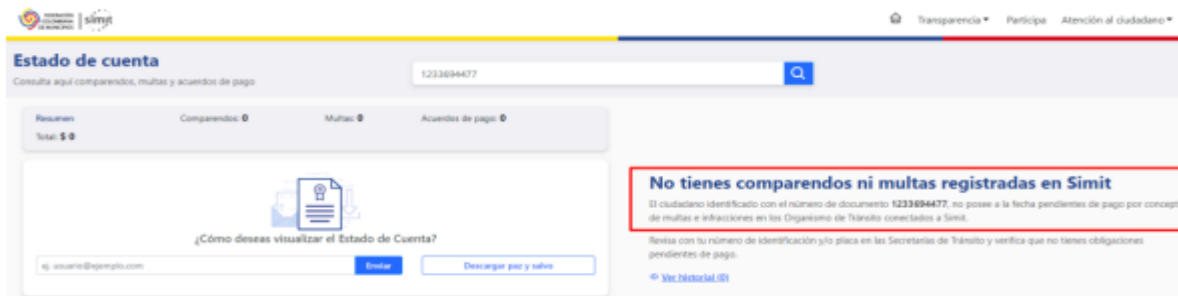 FEDERACIÓN
COLOMBIANA
DE MUNICIPIOS
simit
Transparencia Participa Atención al ciudadano
Estado de cuenta
Consulta aquí comparendos, multas y acuerdos de pago
1233694477
Resumen Comparendos: 0 Multas: 0 Acuerdos de pago: 0
Total: $ 0
¿Cómo deseas visualizar el Estado de Cuenta?
ej. usuario@ejemplo.com Enviar Descargar paz y salvo
No tienes comparendos ni multas registradas en Simit
El ciudadano identificado con el número de documento 1233694477, no posee a la fecha pendientes de pago por concept
de multas e infracciones en los Organismo de Tránsito conectados a Simit.
Revisa con tu número de identificación y/o placa en las Secretarías de Tránsito y verifica que no tienes obligaciones
pendientes de pago.
Ver historial (0)